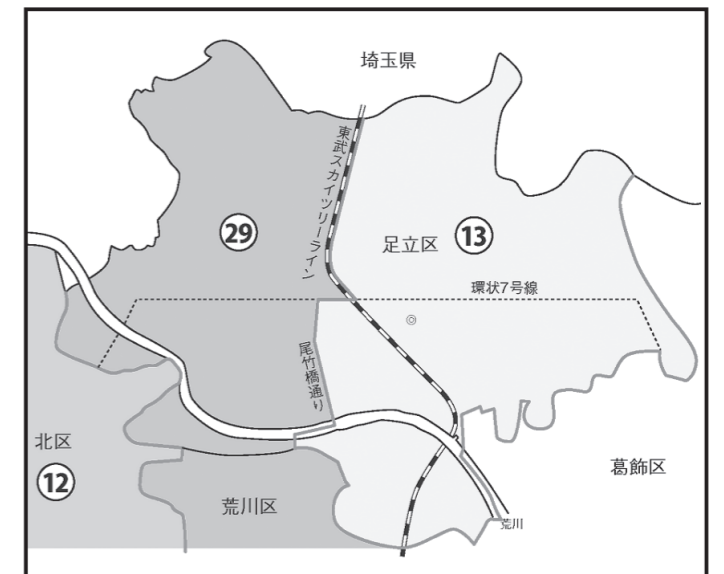 埼玉県
東武スカイツリーライン
29
足立区
13
環状7号線
◎
尾竹橋通り
北区
12
荒川区
葛飾区
荒川